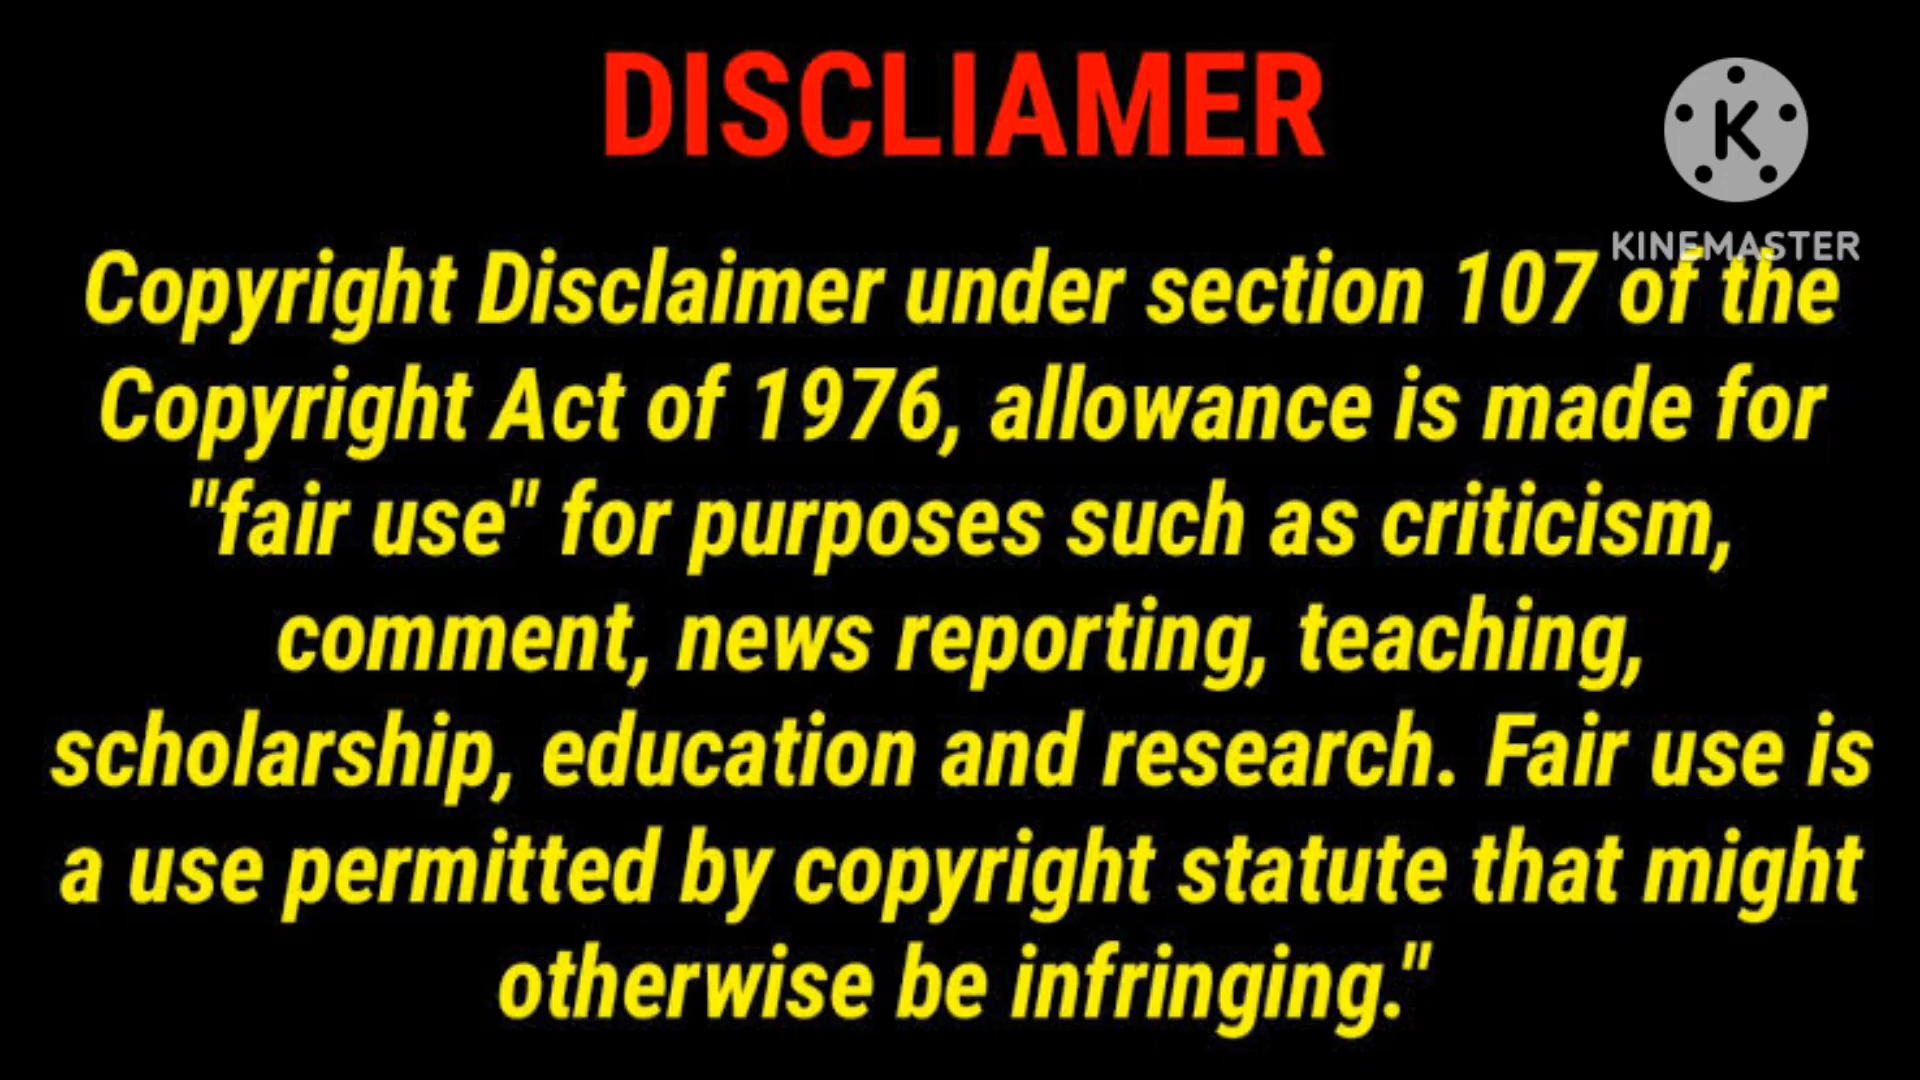 DISCLIAMER
KINEMASTER
Copyright Disclaimer under section 107 of the
Copyright Act of 1976, allowance is made for
"fair use" for purposes such as criticism,
comment, news reporting, teaching,
scholarship, education and research. Fair use is
a use permitted by copyright statute that might
otherwise be infringing."